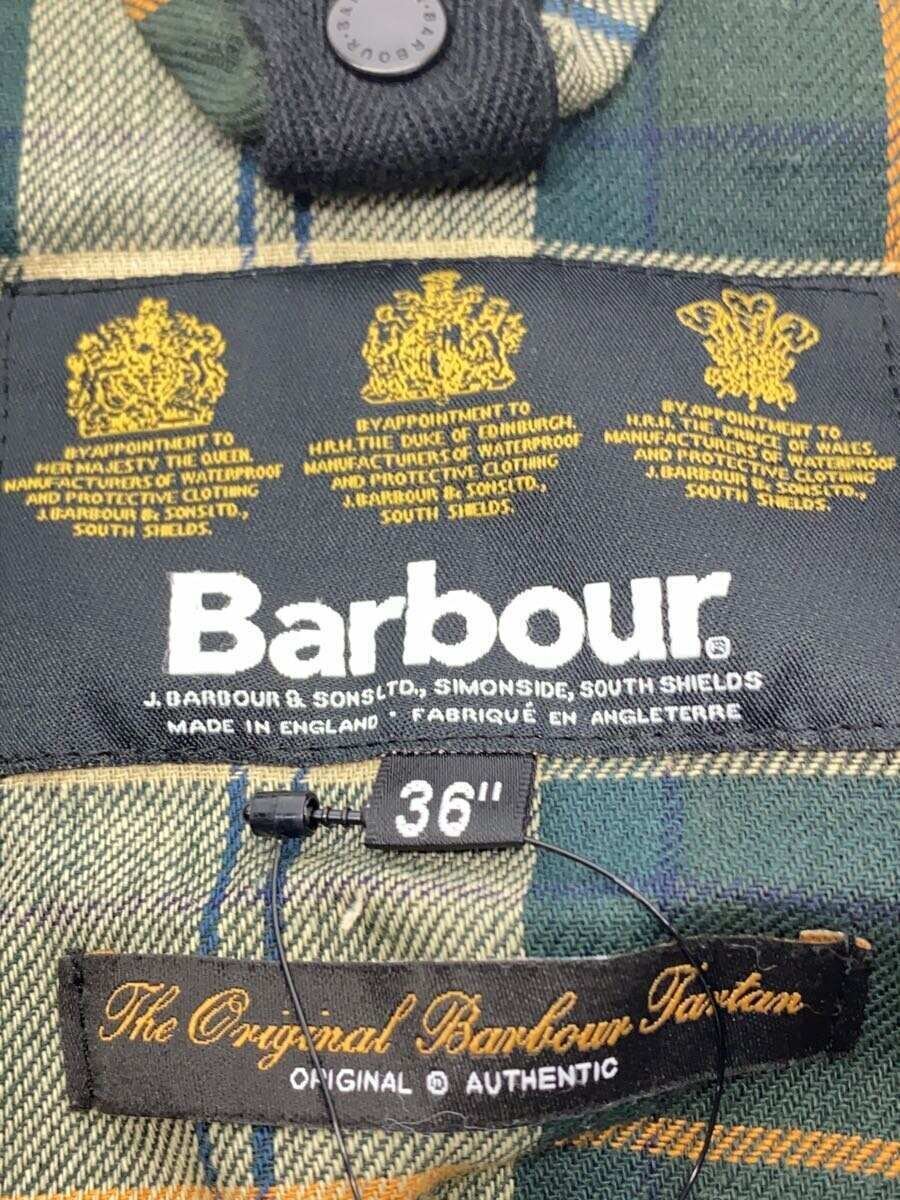 BARBOUR
BY APPOINTMENT TO
HER MAJESTY THE QUEEN
MANUFACTURERS OF WATERPROOF
AND PROTECTIVE CLOTHING
J. BARBOUR & SONS LTD.,
SOUTH SHIELDS.
BY APPOINTMENT TO
H.R.H. THE DUKE OF EDINBURGH.
MANUFACTURERS OF WATERPROOF
AND PROTECTIVE CLOTHING
J. BARBOUR & SONS LTD.,
SOUTH SHIELDS.
BY APPOINTMENT TO
H.R.H. THE PRINCE OF WALES.
MANUFACTURERS OF WATERPROOF
AND PROTECTIVE CLOTHING
J. BARBOUR & SONS LTD.,
SOUTH SHIELDS.
Barbour®
J. BARBOUR & SONS LTD., SIMONSIDE, SOUTH SHIELDS
MADE IN ENGLAND · FABRIQUÉ EN ANGLETERRE
36"
The Original Barbour Tartan
ORIGINAL ® AUTHENTIC